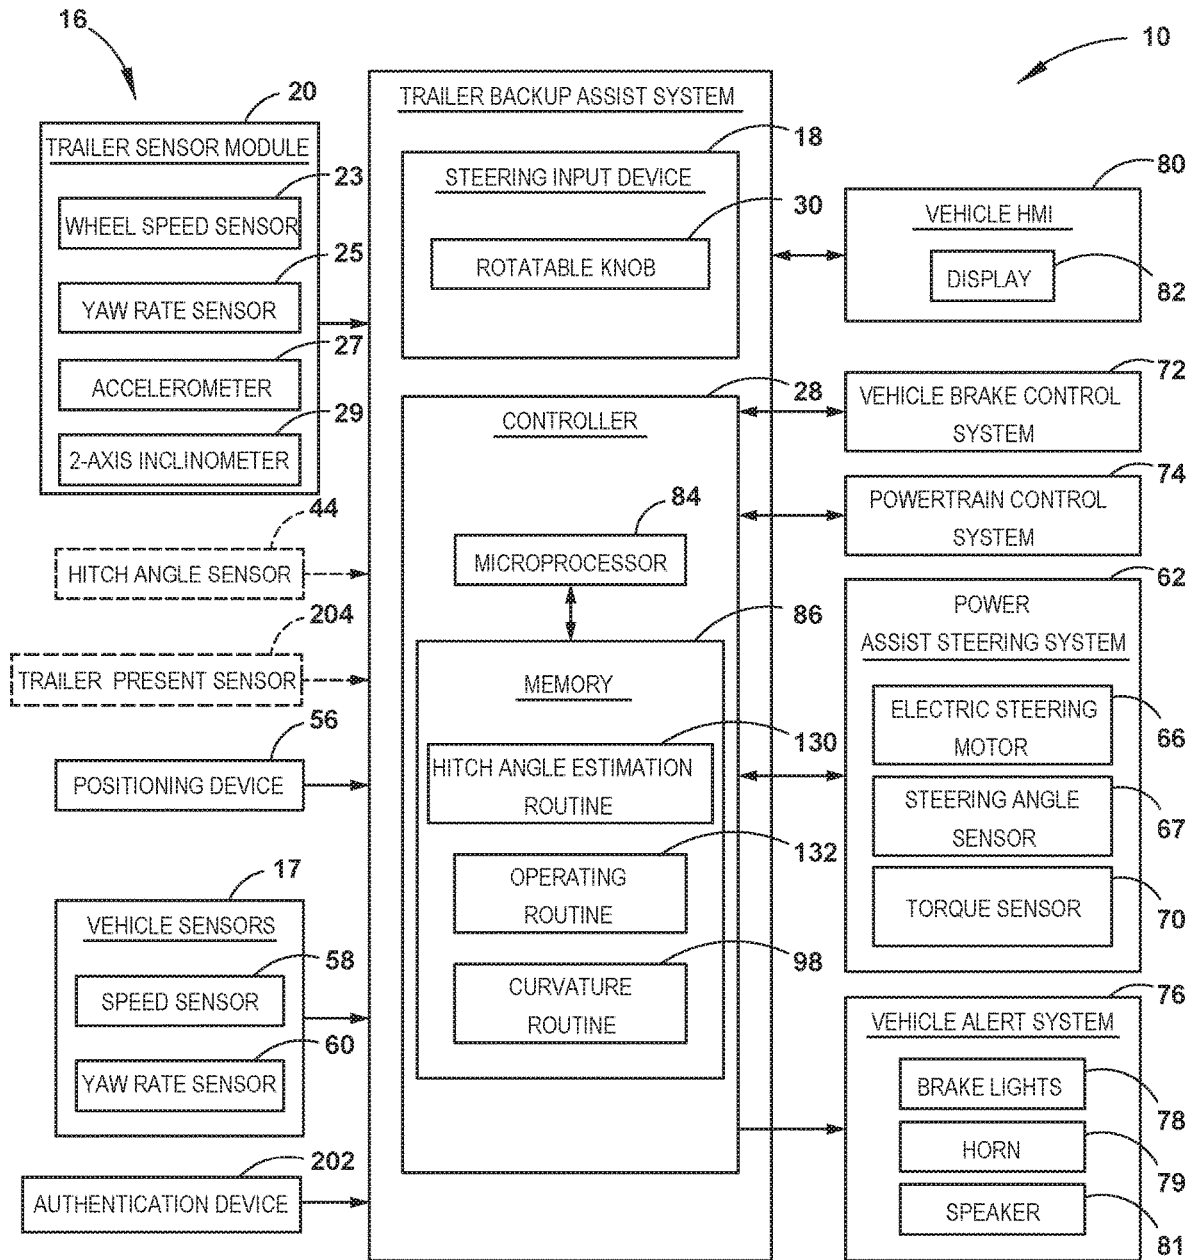 16
10
20
TRAILER SENSOR MODULE
23
WHEEL SPEED SENSOR
25
YAW RATE SENSOR
27
ACCELEROMETER
29
2-AXIS INCLINOMETER
44
HITCH ANGLE SENSOR
204
TRAILER PRESENT SENSOR
56
POSITIONING DEVICE
17
VEHICLE SENSORS
58
SPEED SENSOR
60
YAW RATE SENSOR
202
AUTHENTICATION DEVICE
TRAILER BACKUP ASSIST SYSTEM
18
STEERING INPUT DEVICE
30
ROTATABLE KNOB
28
CONTROLLER
84
MICROPROCESSOR
86
MEMORY
130
HITCH ANGLE ESTIMATION
ROUTINE
132
OPERATING
ROUTINE
98
CURVATURE
ROUTINE
80
VEHICLE HMI
DISPLAY
82
72
VEHICLE BRAKE CONTROL
SYSTEM
74
POWERTRAIN CONTROL
SYSTEM
62
POWER
ASSIST STEERING SYSTEM
ELECTRIC STEERING
MOTOR
66
STEERING ANGLE
SENSOR
67
TORQUE SENSOR
70
76
VEHICLE ALERT SYSTEM
BRAKE LIGHTS
78
HORN
79
SPEAKER
81